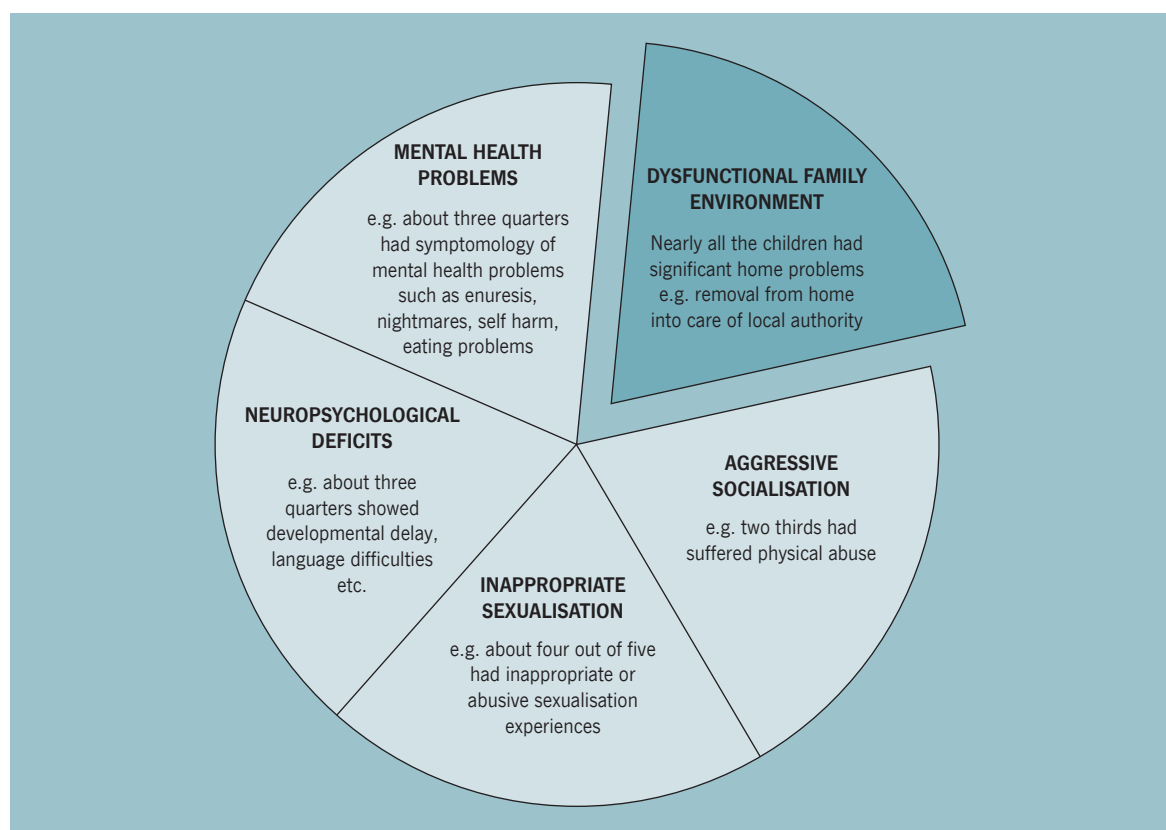 MENTAL HEALTH
PROBLEMS
e.g. about three quarters
had symptomology of
mental health problems
such as enuresis,
nightmares, self harm,
eating problems
DYSFUNCTIONAL FAMILY
ENVIRONMENT
Nearly all the children had
significant home problems
e.g. removal from home
into care of local authority
NEUROPSYCHOLOGICAL
DEFICITS
e.g. about three
quarters showed
developmental delay,
language difficulties
etc.
AGGRESSIVE
SOCIALISATION
e.g. two thirds had
suffered physical abuse
INAPPROPRIATE
SEXUALISATION
e.g. about four out of five
had inappropriate or
abusive sexualisation
experiences